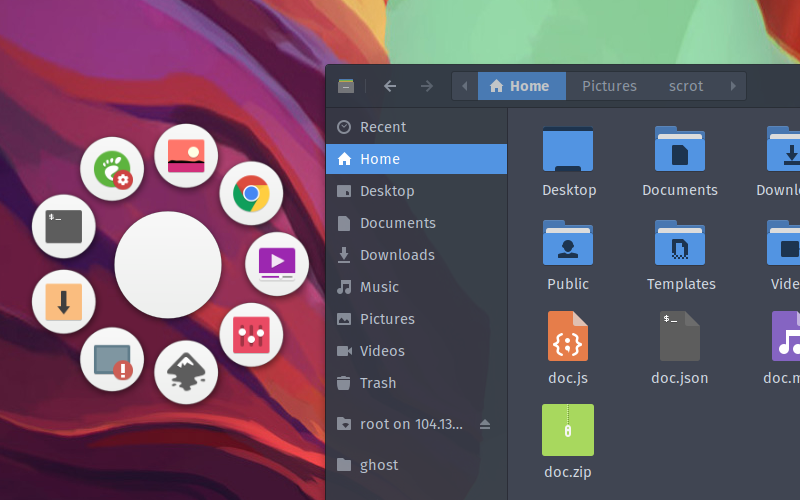 Home
Pictures
scrot
Recent
Home
Desktop
Documents
Downloads
Music
Pictures
Videos
Trash
root on 104.13...
ghost
Desktop
Documents
Downl
Public
Templates
Vide
doc.js
doc.json
doc.m
doc.zip
$_
$_